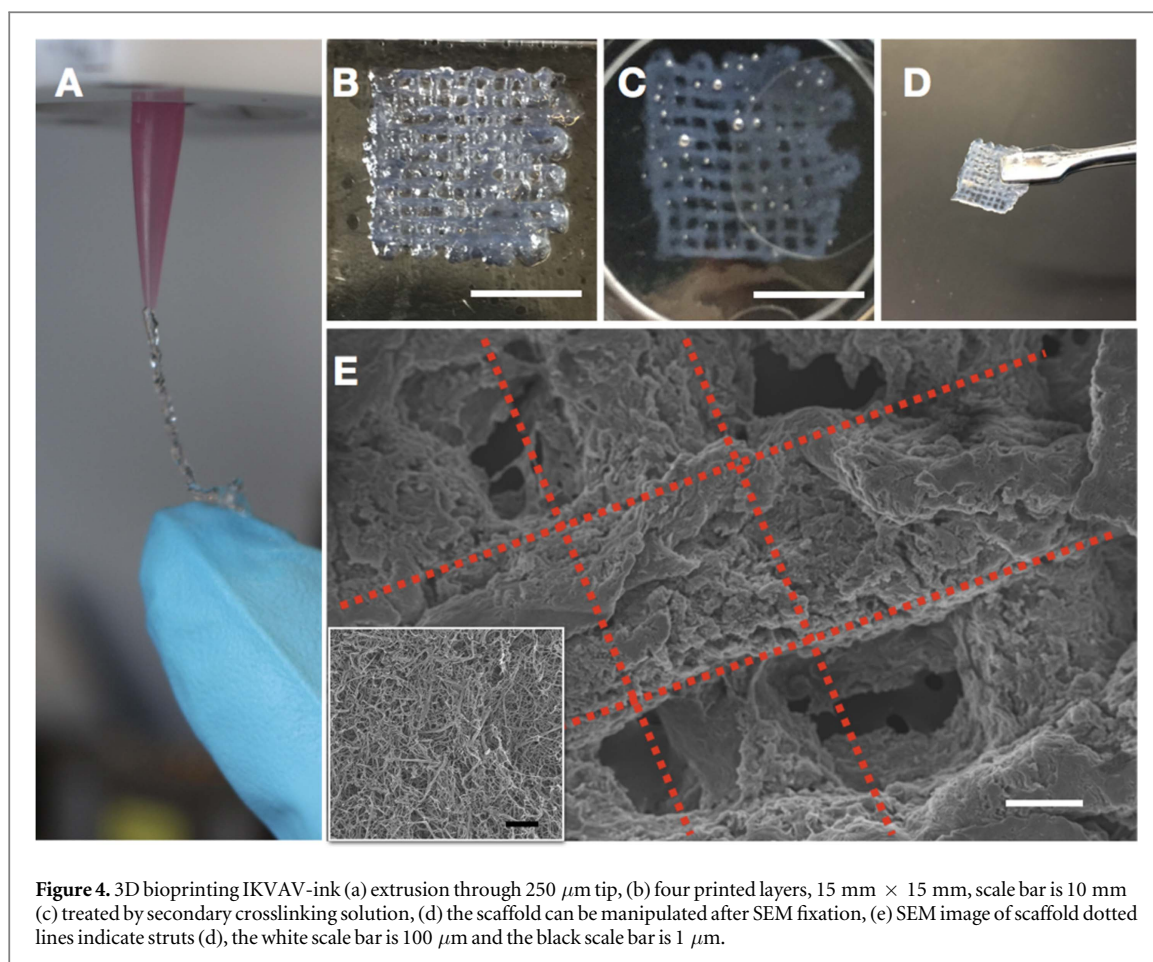 A
B
C
D
E
Figure 4. 3D bioprinting IKVAV-ink (a) extrusion through 250 μm tip, (b) four printed layers, 15 mm × 15 mm, scale bar is 10 mm
(c) treated by secondary crosslinking solution, (d) the scaffold can be manipulated after SEM fixation, (e) SEM image of scaffold dotted
lines indicate struts (d), the white scale bar is 100 μm and the black scale bar is 1 μm.